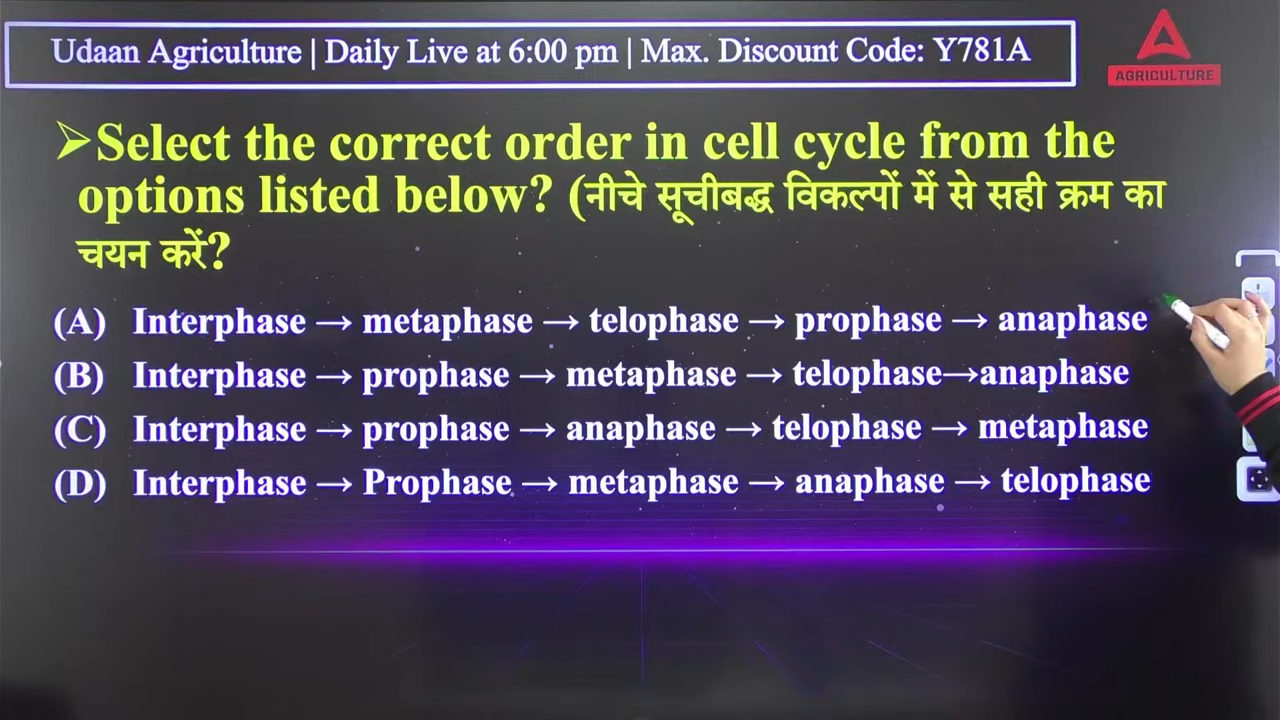 Udaan Agriculture | Daily Live at 6:00 pm | Max. Discount Code: Y781A
AGRICULTURE
➢Select the correct order in cell cycle from the
options listed below? (नीचे सूचीबद्ध विकल्पों में से सही क्रम का
चयन करें?
(A) Interphase → metaphase → telophase → prophase → anaphase
(B) Interphase → prophase → metaphase → telophase→anaphase
(C) Interphase → prophase → anaphase → telophase → metaphase
(D) Interphase → Prophase → metaphase → anaphase → telophase